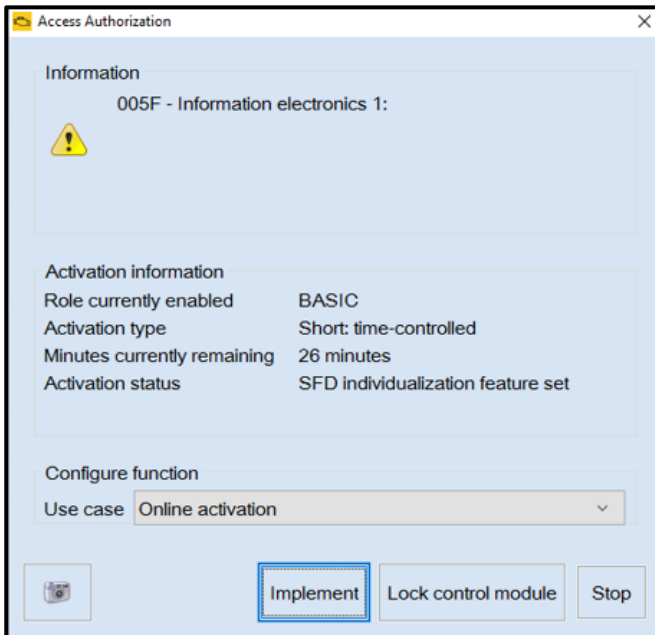 Access Authorization
Information
005F - Information electronics 1:
Activation information
Role currently enabled BASIC
Activation type Short: time-controlled
Minutes currently remaining 26 minutes
Activation status SFD individualization feature set
Configure function
Use case Online activation
Implement Lock control module Stop